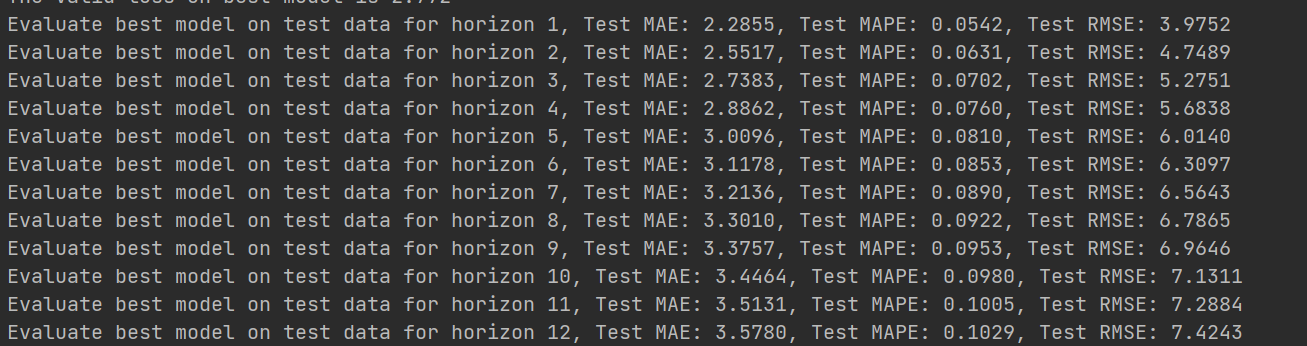 The valid loss on best model is 2.772
Evaluate best model on test data for horizon 1, Test MAE: 2.2855, Test MAPE: 0.0542, Test RMSE: 3.9752
Evaluate best model on test data for horizon 2, Test MAE: 2.5517, Test MAPE: 0.0631, Test RMSE: 4.7489
Evaluate best model on test data for horizon 3, Test MAE: 2.7383, Test MAPE: 0.0702, Test RMSE: 5.2751
Evaluate best model on test data for horizon 4, Test MAE: 2.8862, Test MAPE: 0.0760, Test RMSE: 5.6838
Evaluate best model on test data for horizon 5, Test MAE: 3.0096, Test MAPE: 0.0810, Test RMSE: 6.0140
Evaluate best model on test data for horizon 6, Test MAE: 3.1178, Test MAPE: 0.0853, Test RMSE: 6.3097
Evaluate best model on test data for horizon 7, Test MAE: 3.2136, Test MAPE: 0.0890, Test RMSE: 6.5643
Evaluate best model on test data for horizon 8, Test MAE: 3.3010, Test MAPE: 0.0922, Test RMSE: 6.7865
Evaluate best model on test data for horizon 9, Test MAE: 3.3757, Test MAPE: 0.0953, Test RMSE: 6.9646
Evaluate best model on test data for horizon 10, Test MAE: 3.4464, Test MAPE: 0.0980, Test RMSE: 7.1311
Evaluate best model on test data for horizon 11, Test MAE: 3.5131, Test MAPE: 0.1005, Test RMSE: 7.2884
Evaluate best model on test data for horizon 12, Test MAE: 3.5780, Test MAPE: 0.1029, Test RMSE: 7.4243